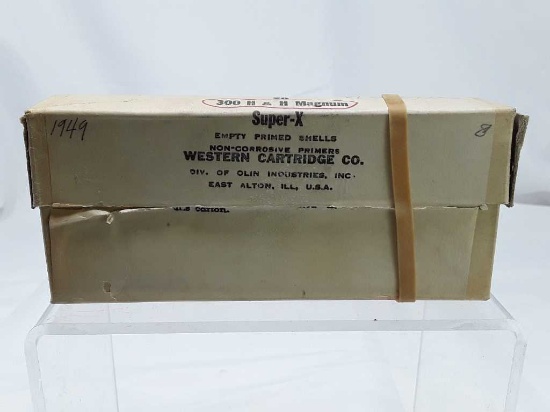 300 H & H Magnum
Super-X
1949
8
EMPTY PRIMED SHELLS
NON-CORROSIVE PRIMERS
WESTERN CARTRIDGE CO.
DIV. OF OLIN INDUSTRIES, INC.
EAST ALTON, ILL., U.S.A.
carton.